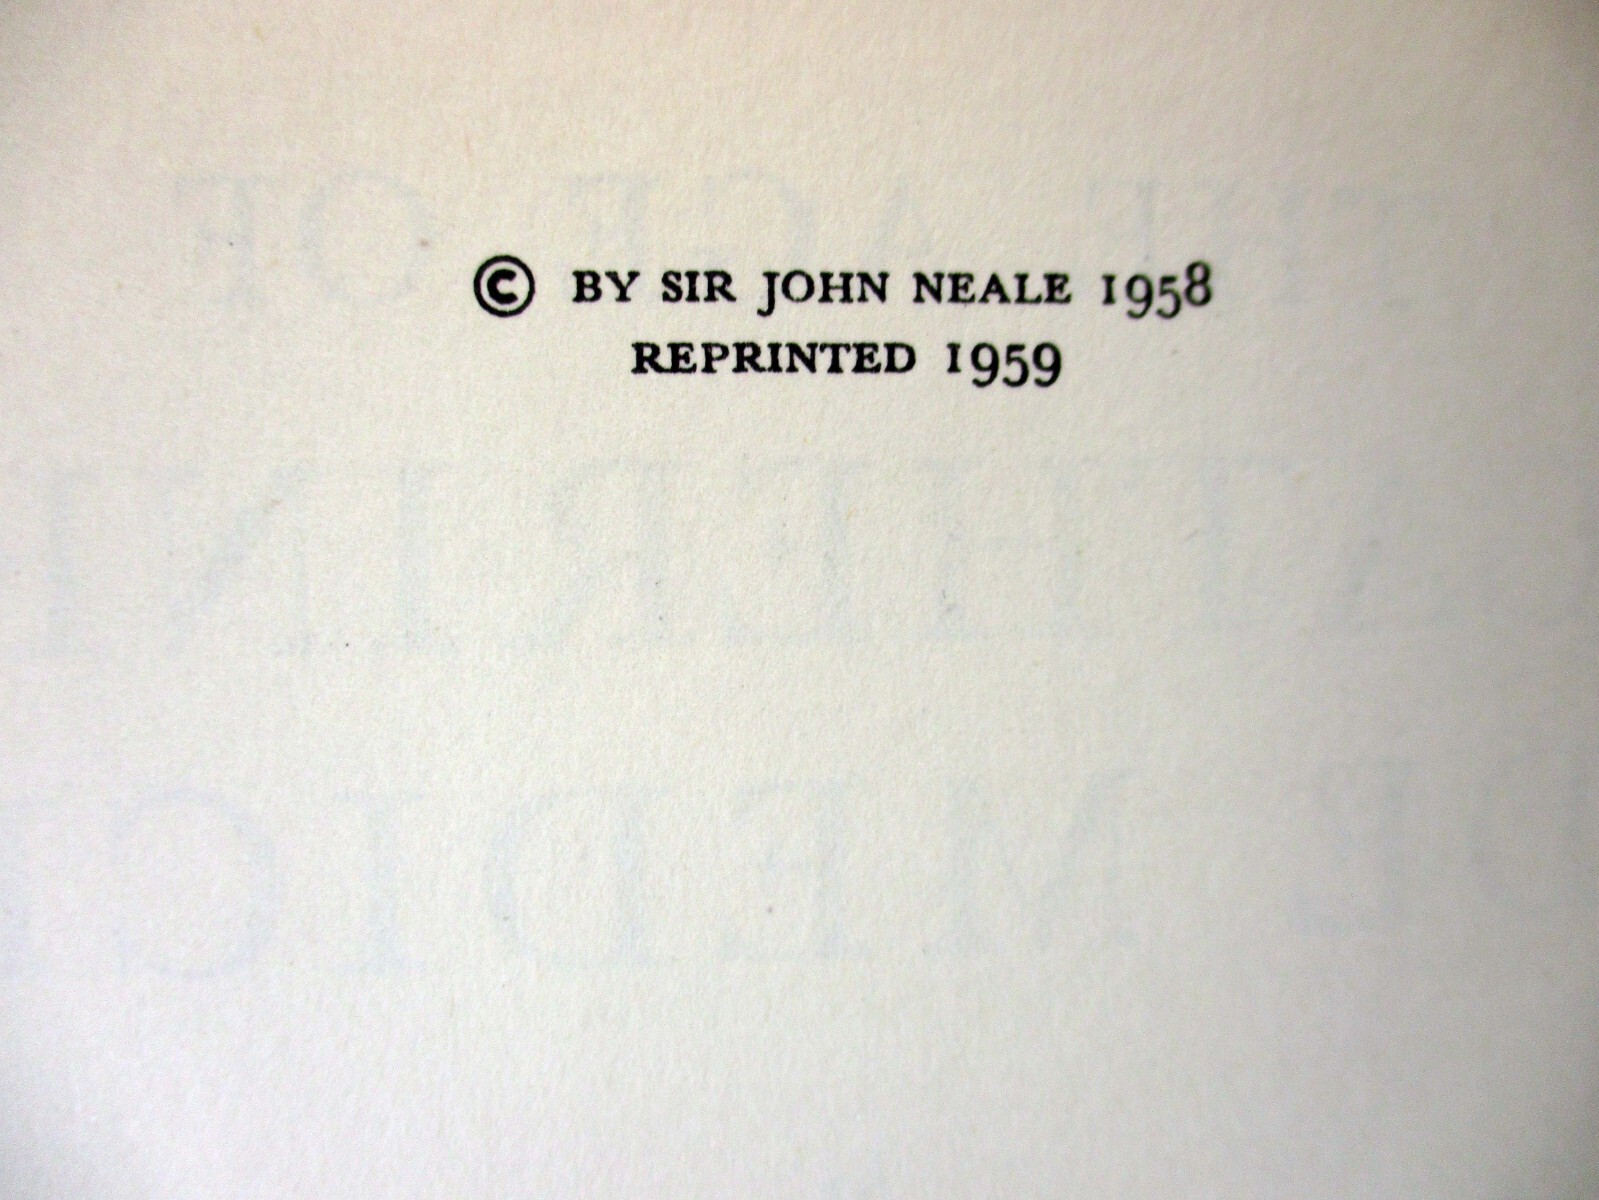 © BY SIR JOHN NEALE 1958
REPRINTED 1959